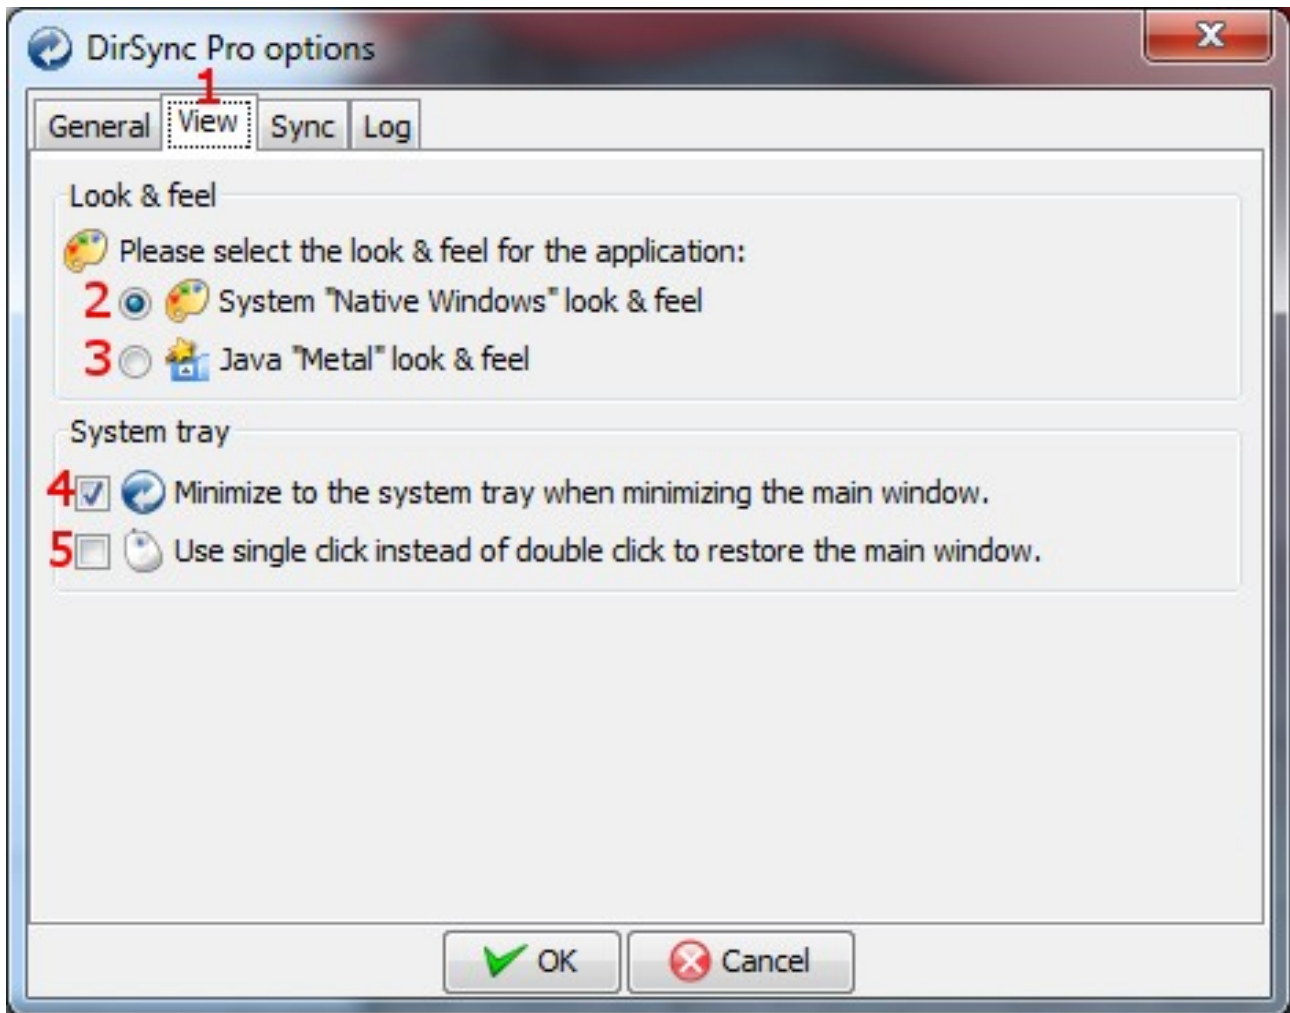 DirSync Pro options
x
1
General View Sync Log
Look & feel
Please select the look & feel for the application:
2 System "Native Windows" look & feel
3 Java "Metal" look & feel
System tray
4 Minimize to the system tray when minimizing the main window.
5 Use single click instead of double click to restore the main window.
OK Cancel